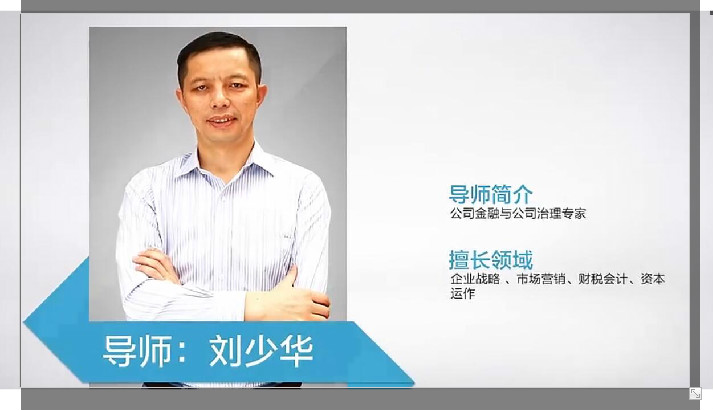 导师简介
公司金融与公司治理专家
擅长领域
企业战略 、市场营销、财税会计、资本
运作
导师：刘少华